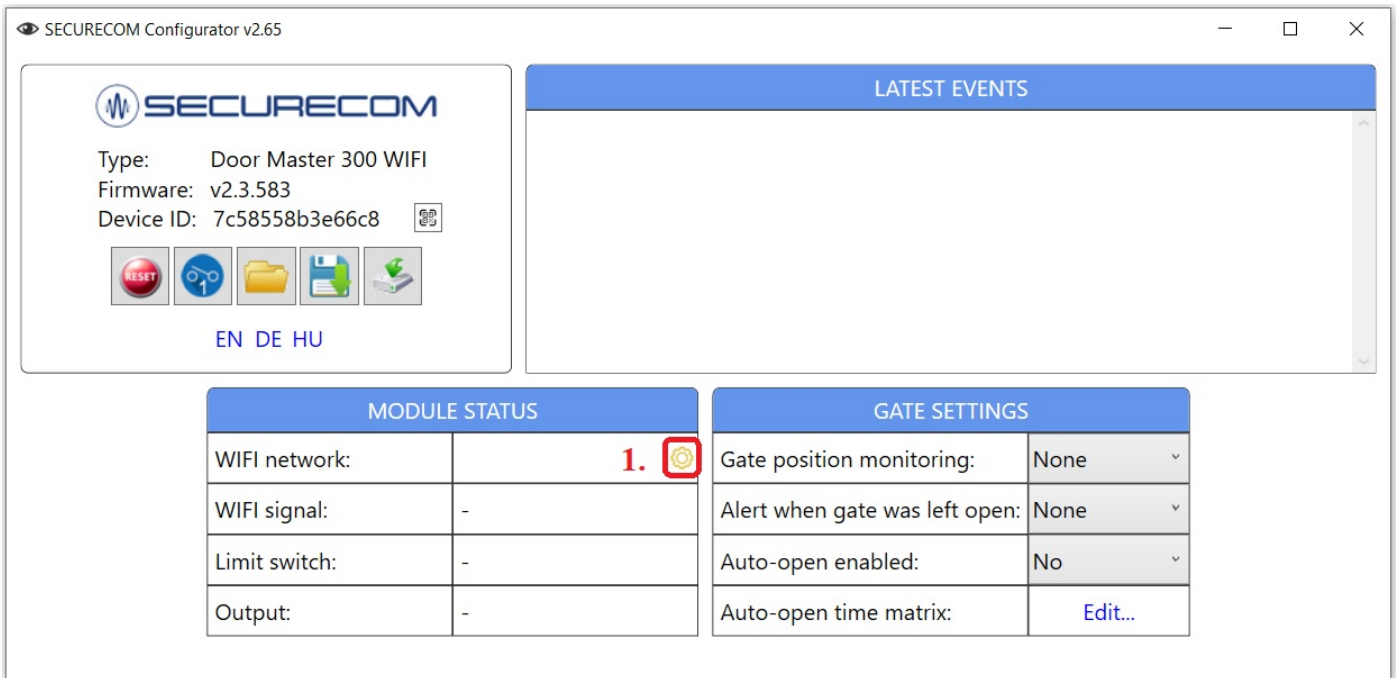 SECURECOM Configurator v2.65
SECURECOM
Type: Door Master 300 WIFI
Firmware: v2.3.583
Device ID: 7c58558b3e66c8
RESET
1
EN DE HU
LATEST EVENTS
MODULE STATUS
WIFI network: 1.
WIFI signal: -
Limit switch: -
Output: -
GATE SETTINGS
Gate position monitoring: None
Alert when gate was left open: None
Auto-open enabled: No
Auto-open time matrix: Edit...